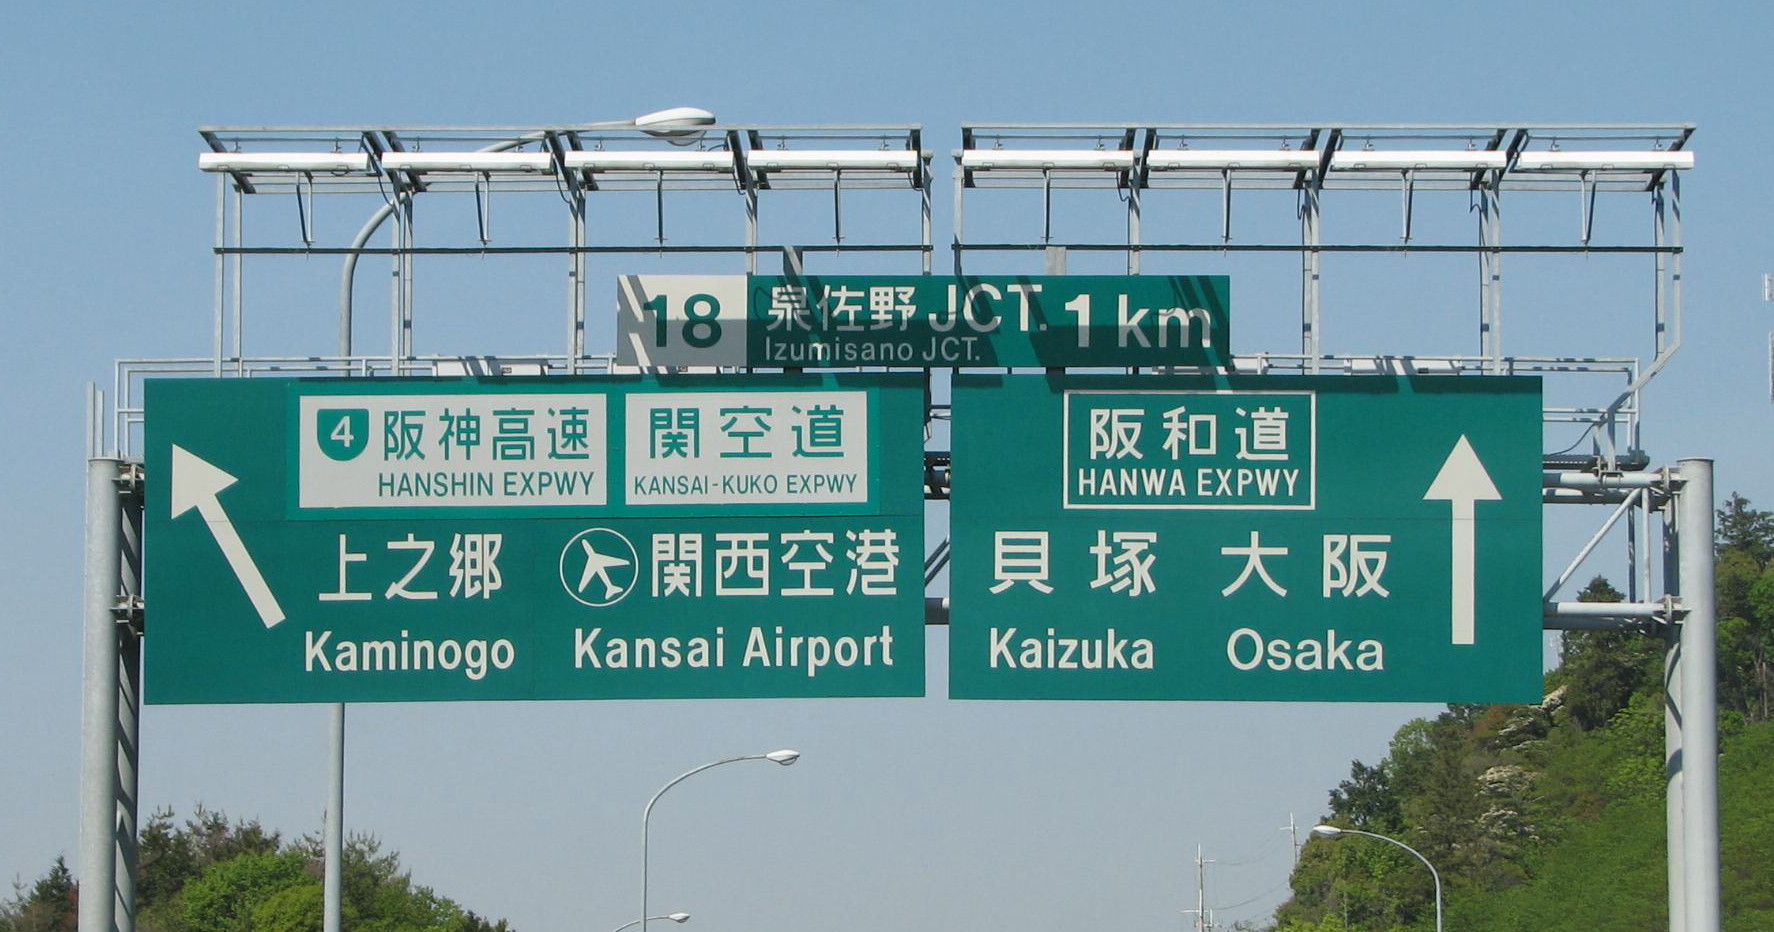 18 泉佐野JCT. 1km
Izumisano JCT.
4 阪神高速
HANSHIN EXPWY
関空道
KANSAI-KUKO EXPWY
上之郷
Kaminogo
関西空港
Kansai Airport
阪和道
HANWA EXPWY
貝塚 大阪
Kaizuka Osaka